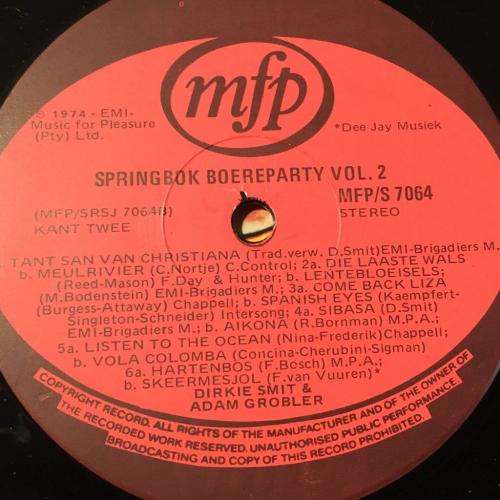 mfp
S 1974 - EMI-
Music for Pleasure
(Pty) Ltd.
*Dee Jay Musiek
SPRINGBOK BOEREPARTY VOL. 2
MFP/S 7064
(MFP/SRSJ 7064B)
STEREO
KANT TWEE
TANT SAN VAN CHRISTIANA (Trad.verw. D.Smit)EMI-Brigadiers M.
b. MEULRIVIER (C.Nortje) C.Control; 2a. DIE LAASTE WALS
(Reed-Mason) F.Day & Hunter; b. LENTEBLOEISELS;
(M.Bodenstein) EMI-Brigadiers M.; 3a. COME BACK LIZA
(Burgess-Attaway) Chappell; b. SPANISH EYES (Kaempfert-
Singleton-Schneider) Intersong; 4a. SIBASA (D.Smit)
EMI-Brigadiers M.; b. AIKONA (R.Bornman) M.P.A.;
5a. LISTEN TO THE OCEAN (Nina-Frederik)Chappell;
b. VOLA COLOMBA (Concina-Cherubini-Sigman)
6a. HARTENBOS (F.Bosch) M.P.A.;
b. SKEERMESJOL (F.van Vuuren)*
DIRKIE SMIT &
ADAM GROBLER
COPYRIGHT RECORD. ALL RIGHTS OF THE MANUFACTURER AND OF THE OWNER OF
THE RECORDED WORK RESERVED. UNAUTHORISED PUBLIC PERFORMANCE,
BROADCASTING AND COPY OF THIS RECORD PROHIBITED.